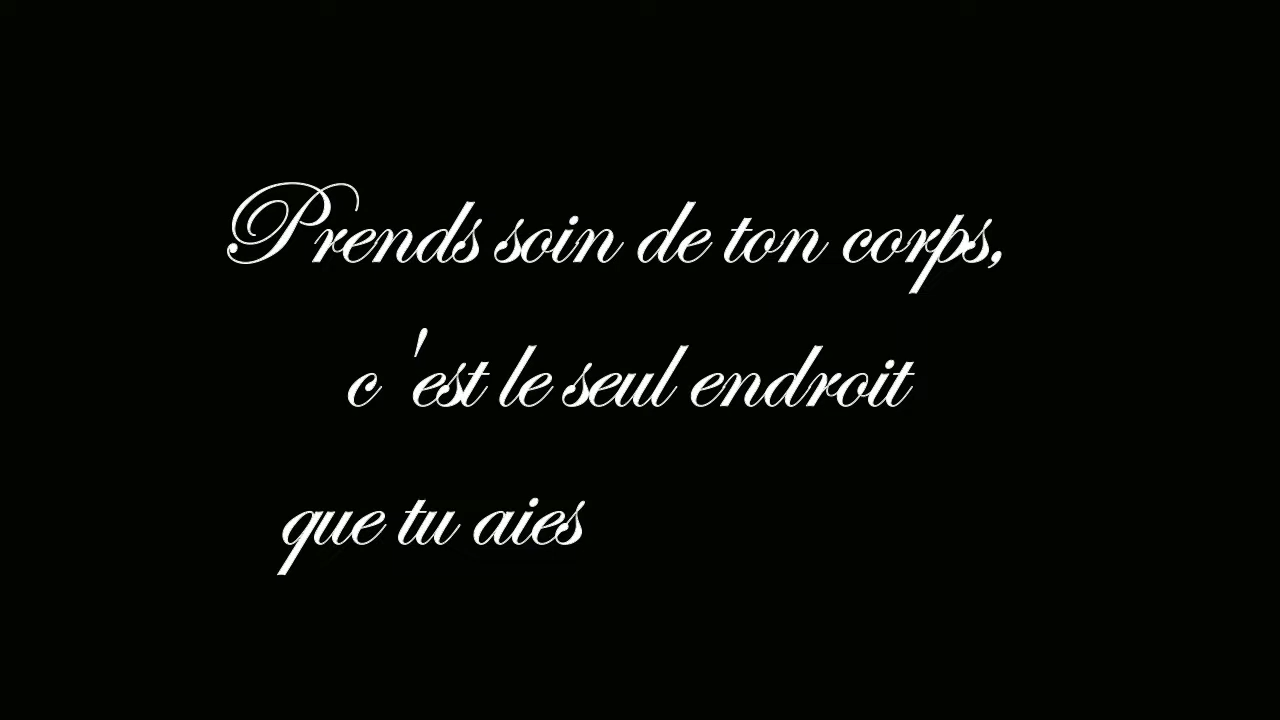 Prends soin de ton corps,
c'est le seul endroit
que tu aies